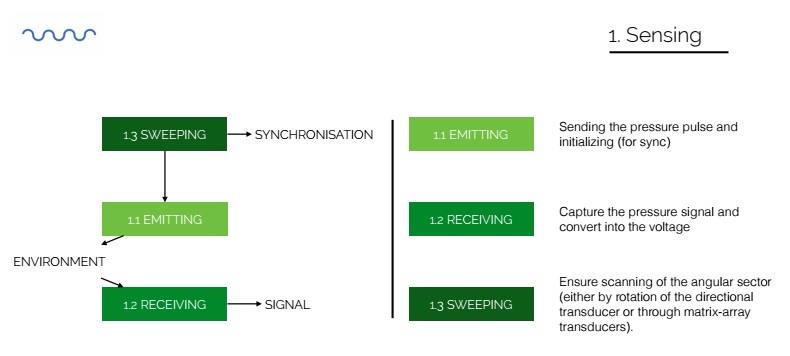 1. Sensing
1.3 SWEEPING
SYNCHRONISATION
1.1 EMITTING
ENVIRONMENT
1.2 RECEIVING
SIGNAL
1.1 EMITTING
Sending the pressure pulse and
initializing (for sync)
1.2 RECEIVING
Capture the pressure signal and
convert into the voltage
1.3 SWEEPING
Ensure scanning of the angular sector
(either by rotation of the directional
transducer or through matrix-array
transducers).